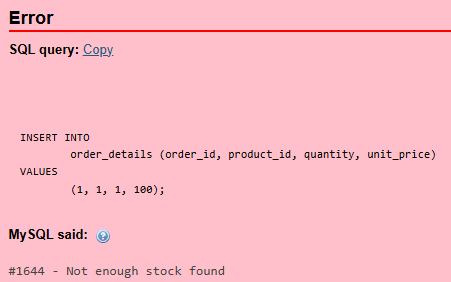 Error
SQL query: Copy
INSERT INTO
order_details (order_id, product_id, quantity, unit_price)
VALUES
(1, 1, 1, 100);
MySQL said:
#1644 - Not enough stock found